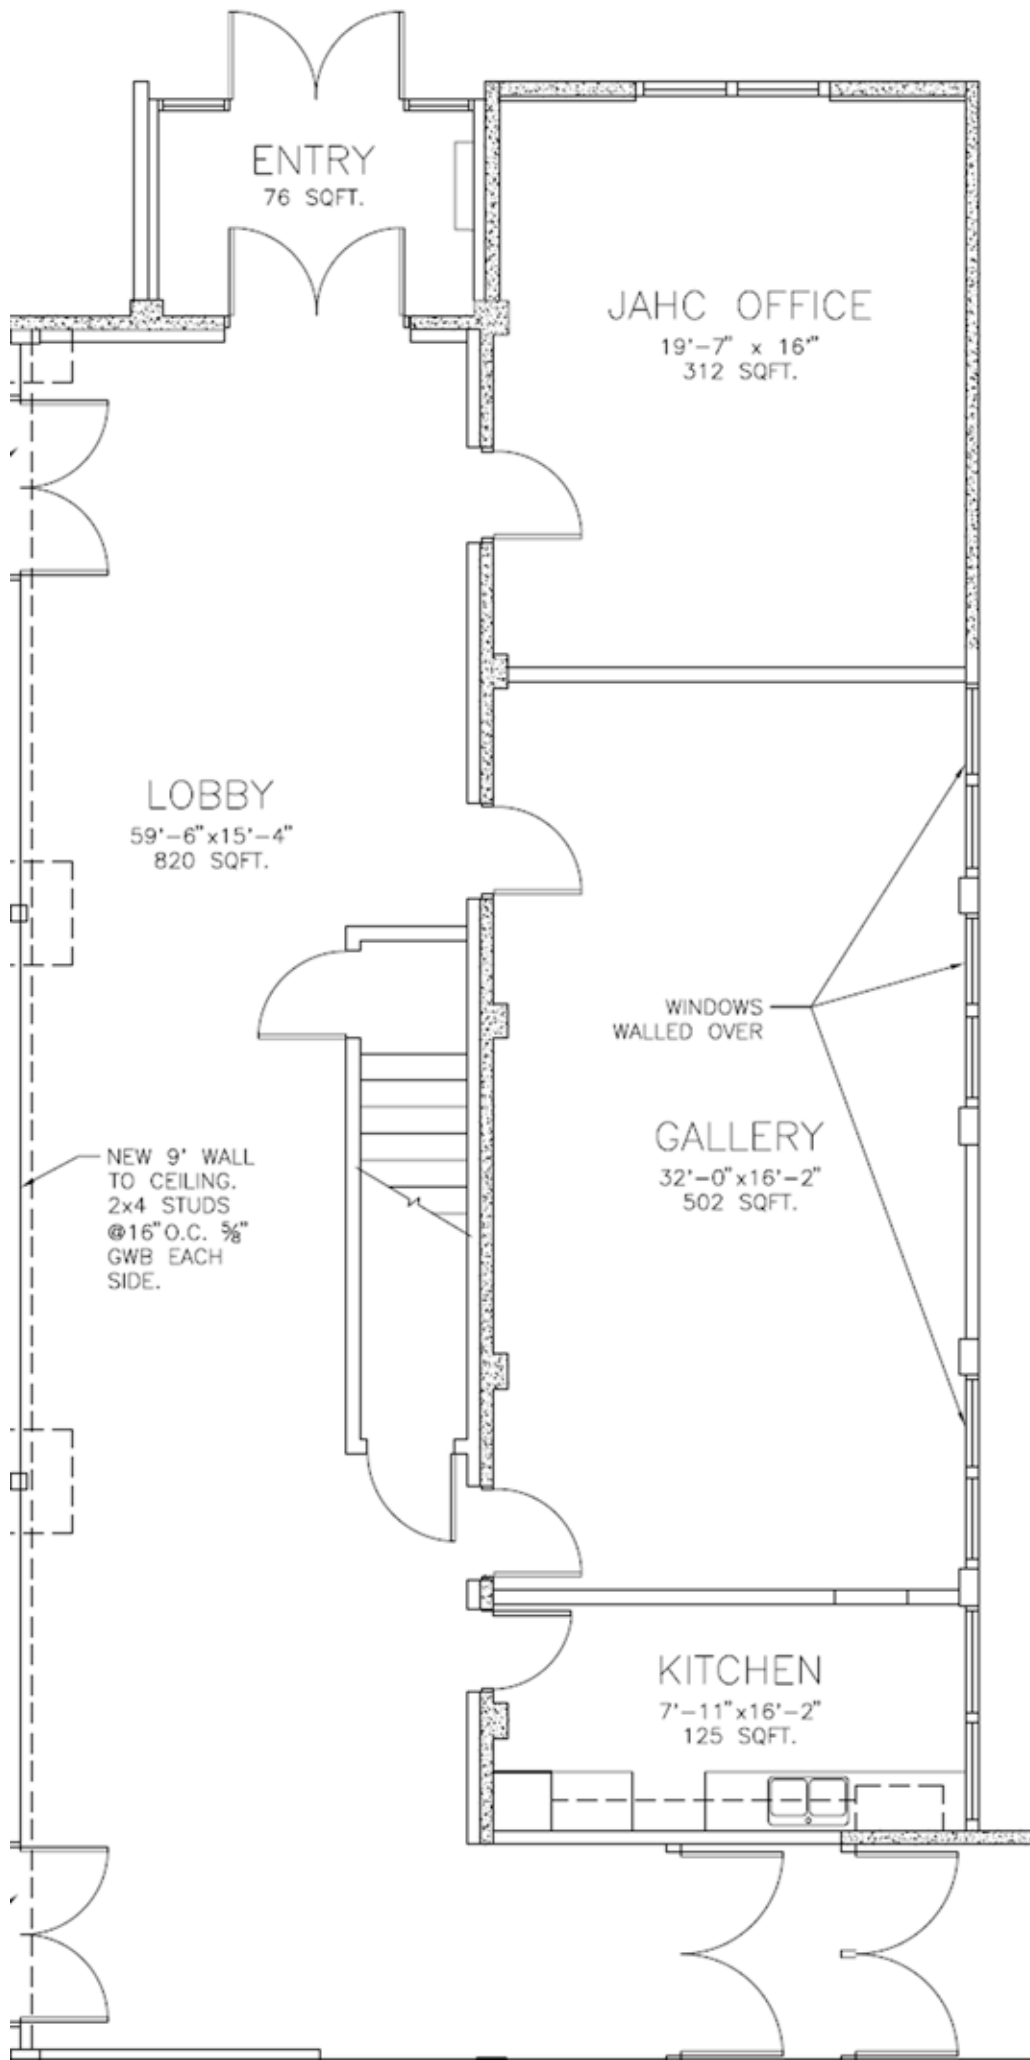 ENTRY
76 SQFT.
JAHC OFFICE
19'-7" x 16'"
312 SQFT.
LOBBY
59'-6"x15'-4"
820 SQFT.
WINDOWS
WALLED OVER
GALLERY
32'-0"x16'-2"
502 SQFT.
NEW 9' WALL
TO CEILING.
2x4 STUDS
@16"O.C. ⅝"
GWB EACH
SIDE.
KITCHEN
7'-11"x16'-2"
125 SQFT.